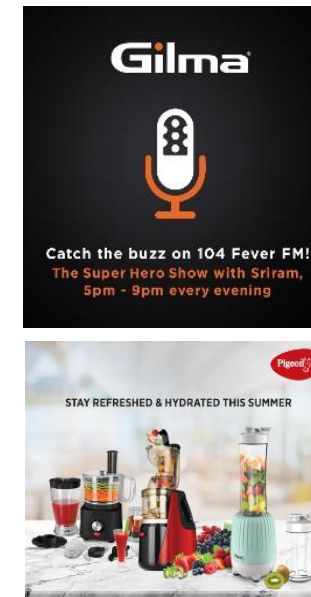 Gilma
Catch the buzz on 104 Fever FM!
The Super Hero Show with Sriram,
5pm - 9pm every evening
Pigeon
STAY REFRESHED & HYDRATED THIS SUMMER